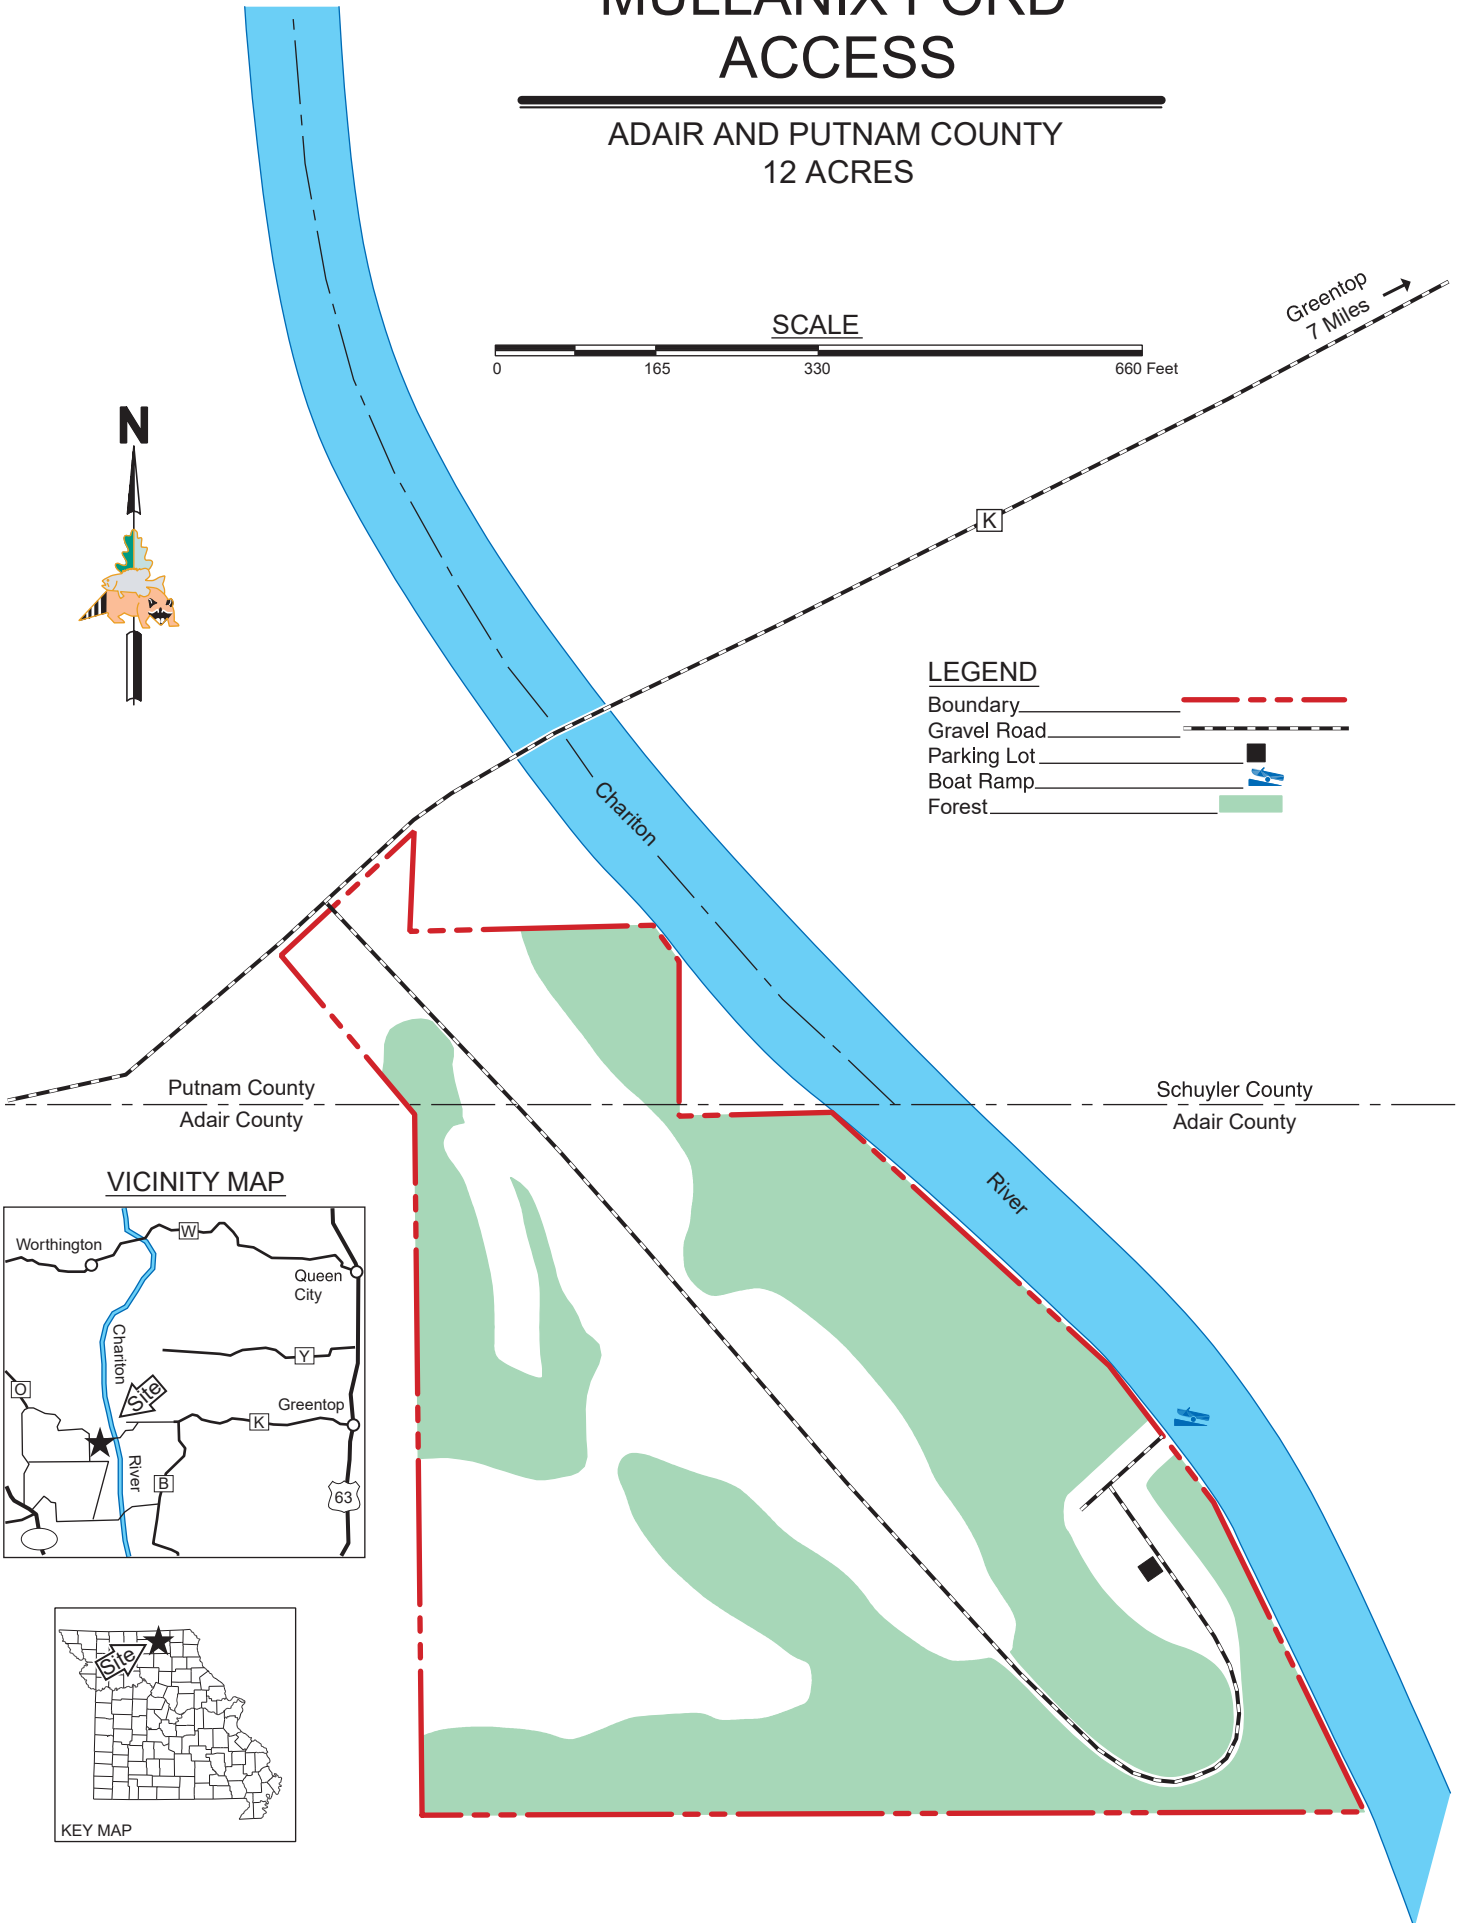 MULLANIX FORD
ACCESS
ADAIR AND PUTNAM COUNTY
12 ACRES
SCALE
0 165 330 660 Feet
Greentop
7 Miles
N
K
LEGEND
Boundary
Gravel Road
Parking Lot
Boat Ramp
Forest
Chariton
River
Putnam County
Adair County
Schuyler County
Adair County
VICINITY MAP
Worthington
W
Queen
City
Chariton
Y
O
Site
Greentop
K
River
B
63
Site
KEY MAP